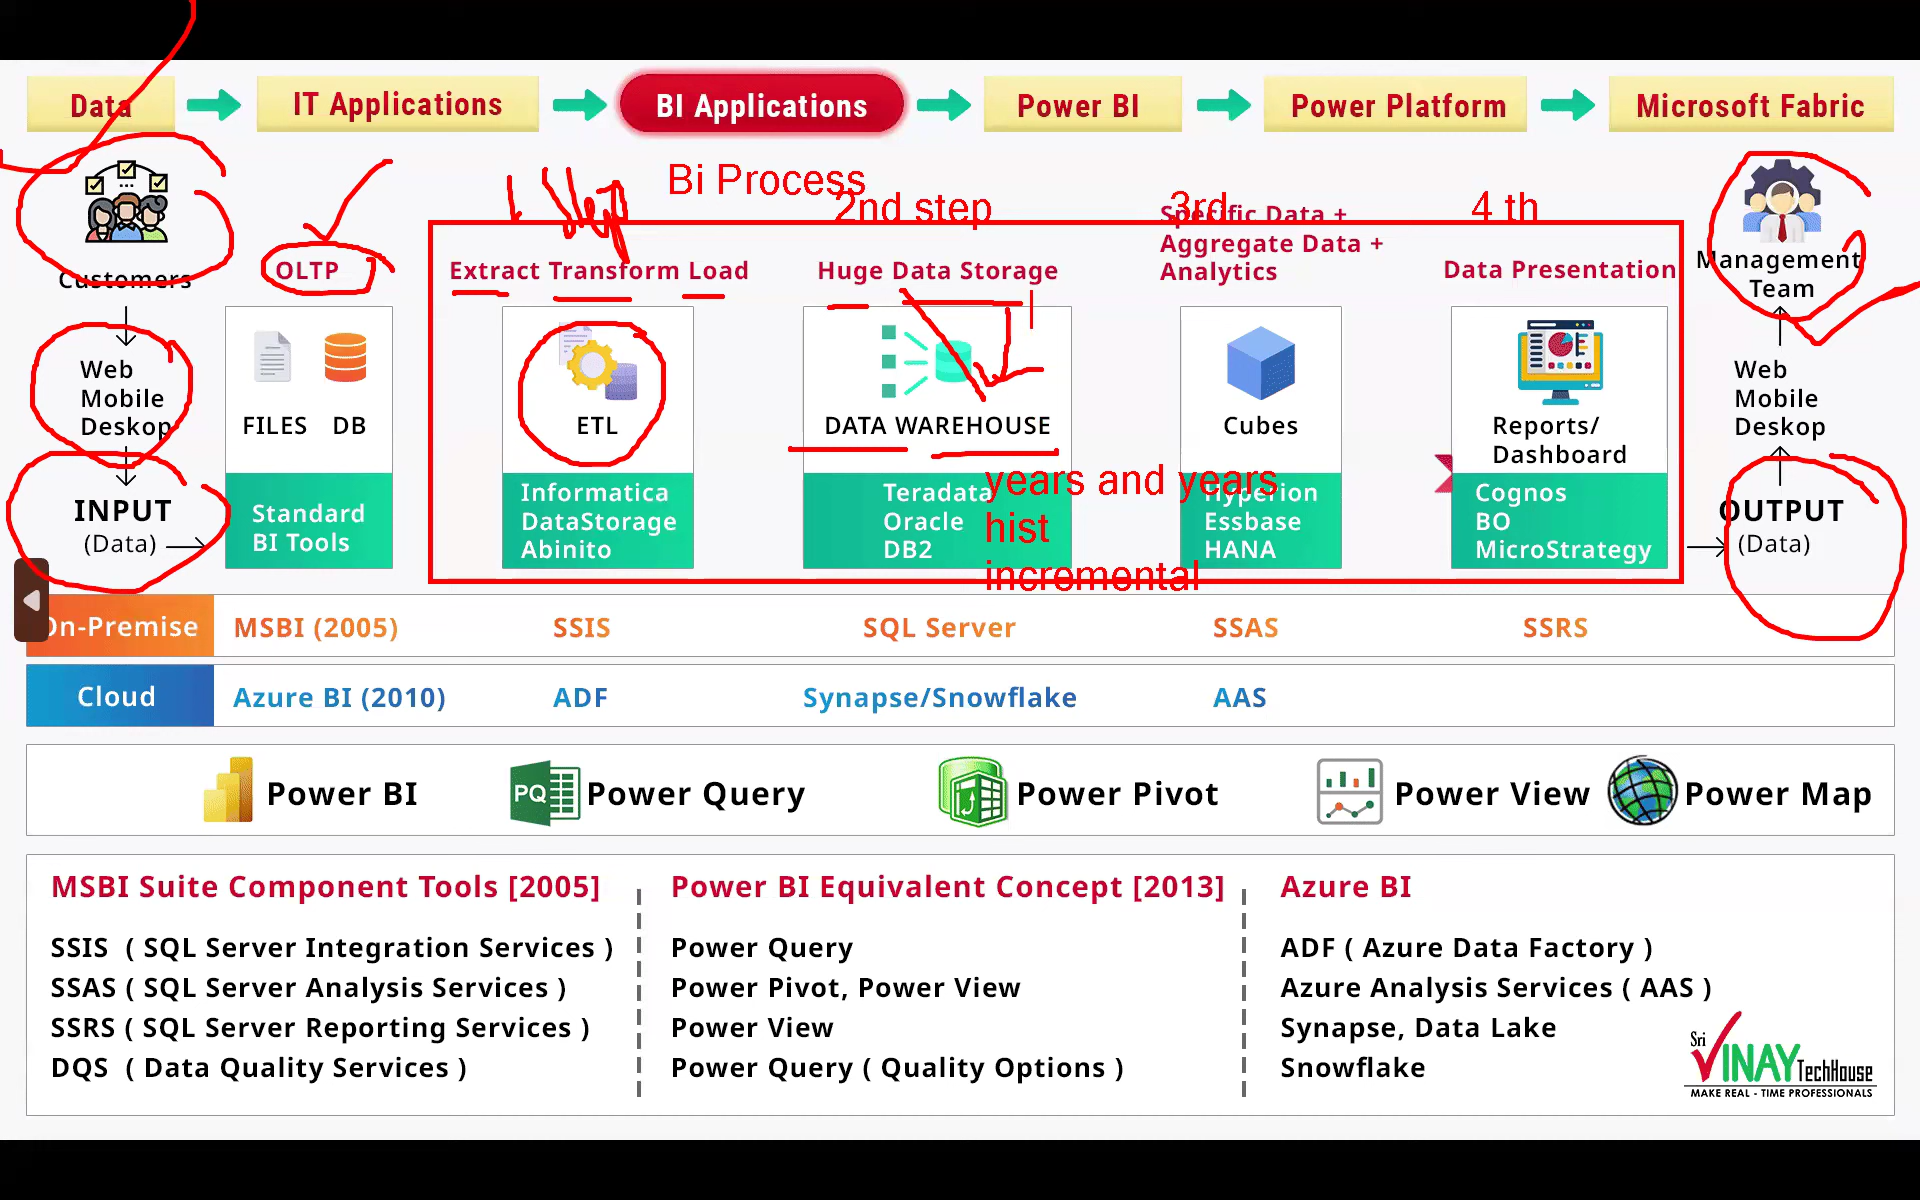 Data
IT Applications
BI Applications
Power BI
Power Platform
Microsoft Fabric
1 step
Bi Process
2nd step
3rd
4 th
Customers
OLTP
Extract Transform Load
Huge Data Storage
Specific Data +
Aggregate Data +
Analytics
Data Presentation
Management
Team
Web
Mobile
Deskop
FILES DB
ETL
DATA WAREHOUSE
Cubes
Reports/
Dashboard
Web
Mobile
Deskop
INPUT
(Data)
Standard
BI Tools
Informatica
DataStorage
Abinito
Teradata
Oracle
DB2
years and years
hist
incremental
Hyperion
Essbase
HANA
Cognos
BO
MicroStrategy
OUTPUT
(Data)
On-Premise
MSBI (2005)
SSIS
SQL Server
SSAS
SSRS
Cloud
Azure BI (2010)
ADF
Synapse/Snowflake
AAS
Power BI
PQ
Power Query
Power Pivot
Power View
Power Map
MSBI Suite Component Tools [2005]
SSIS ( SQL Server Integration Services )
SSAS ( SQL Server Analysis Services )
SSRS ( SQL Server Reporting Services )
DQS ( Data Quality Services )
Power BI Equivalent Concept [2013]
Power Query
Power Pivot, Power View
Power View
Power Query ( Quality Options )
Azure BI
ADF ( Azure Data Factory )
Azure Analysis Services ( AAS )
Synapse, Data Lake
Snowflake
Sri
VINAY TechHouse
MAKE REAL - TIME PROFESSIONALS